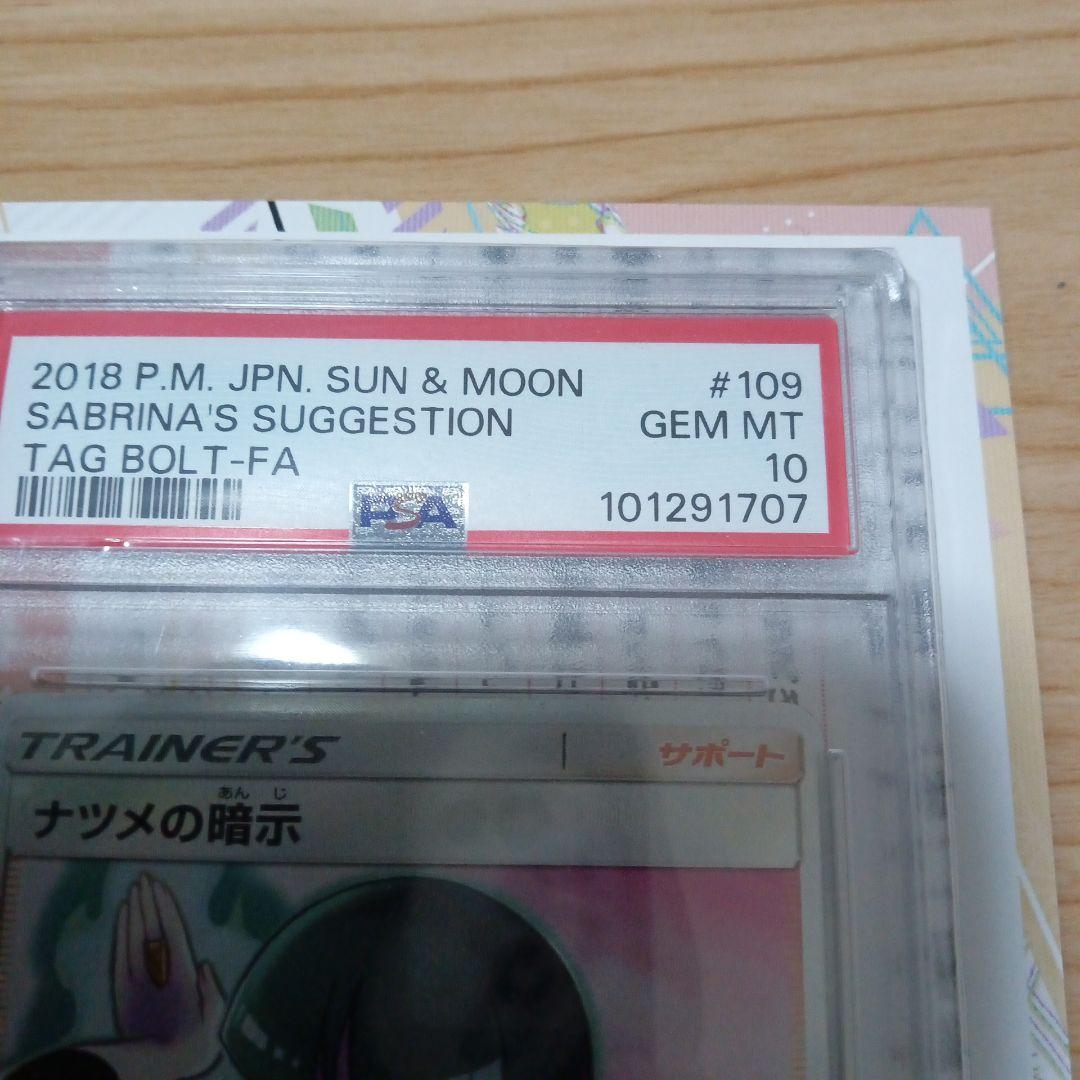 2018 P.M. JPN. SUN & MOON #109
SABRINA'S SUGGESTION GEM MT
TAG BOLT-FA 10
PSA 101291707
TRAINER'S サポート
あん じ
ナツメの暗示